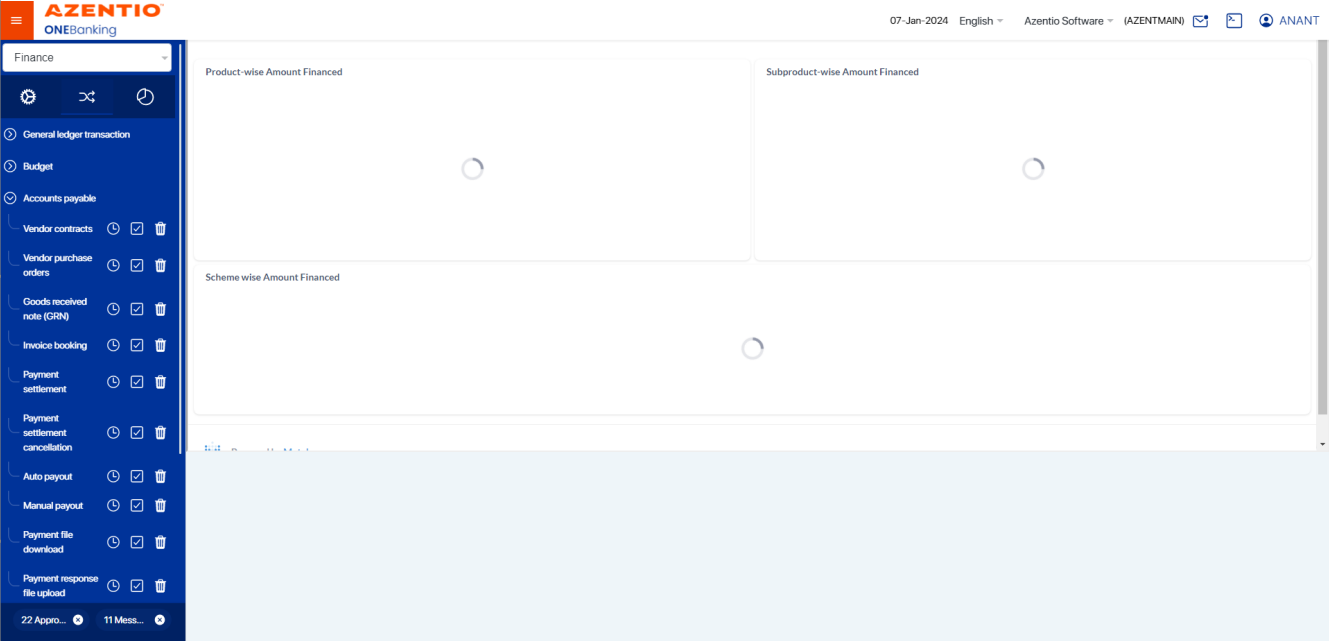 AZENTIO
ONEBanking
07-Jan-2024 English Azentio Software (AZENTMAIN) ANANT
Finance
General ledger transaction
Budget
Accounts payable
Vendor contracts
Vendor purchase
orders
Goods received
note (GRN)
Invoice booking
Payment
settlement
Payment
settlement
cancellation
Auto payout
Manual payout
Payment file
download
Payment response
file upload
22 Appro...
11 Mess...
Product-wise Amount Financed
Subproduct-wise Amount Financed
Scheme wise Amount Financed